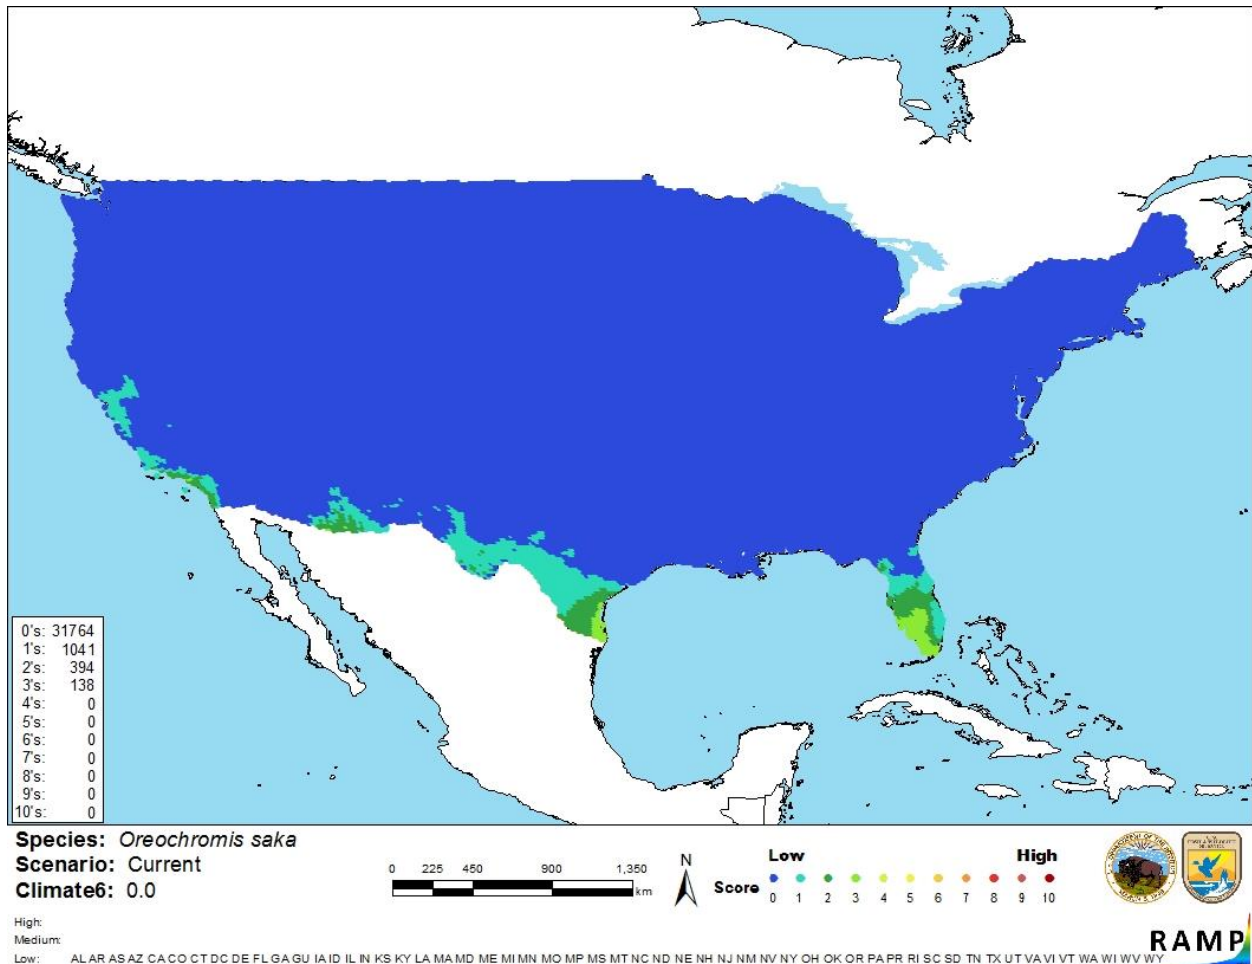 0's: 31764
1's: 1041
2's: 394
3's: 138
4's: 0
5's: 0
6's: 0
7's: 0
8's: 0
9's: 0
10's: 0
Species: Oreochromis saka
Scenario: Current
Climate6: 0.0
0 225 450 900 1,350
km
N
Low High
Score
0 1 2 3 4 5 6 7 8 9 10
High:
Medium:
Low: AL AR AS AZ CA CO CT DC DE FL GA GU IA ID IL IN KS KY LA MA MD ME MI MN MO MP MS MT NC ND NE NH NJ NM NV NY OH OK OR PA PR RI SC SD TN TX UT VA VI VT WA WI WV WY
RAMP